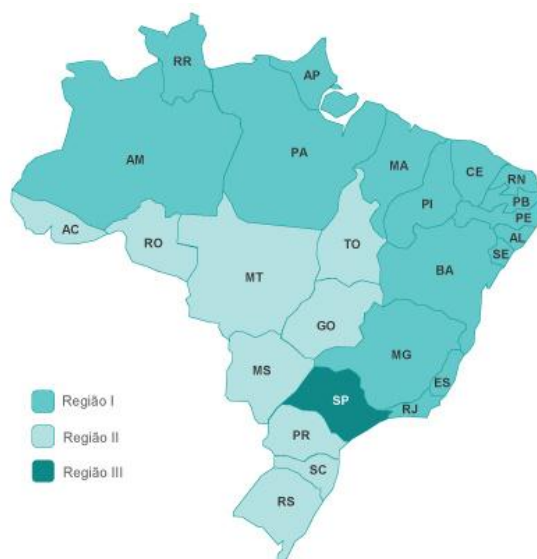 RR
AP
AM
PA
MA
CE
RN
PB
PE
PI
AL
SE
AC
RO
TO
BA
MT
GO
MG
MS
ES
SP
RJ
PR
SC
RS
Região I
Região II
Região III